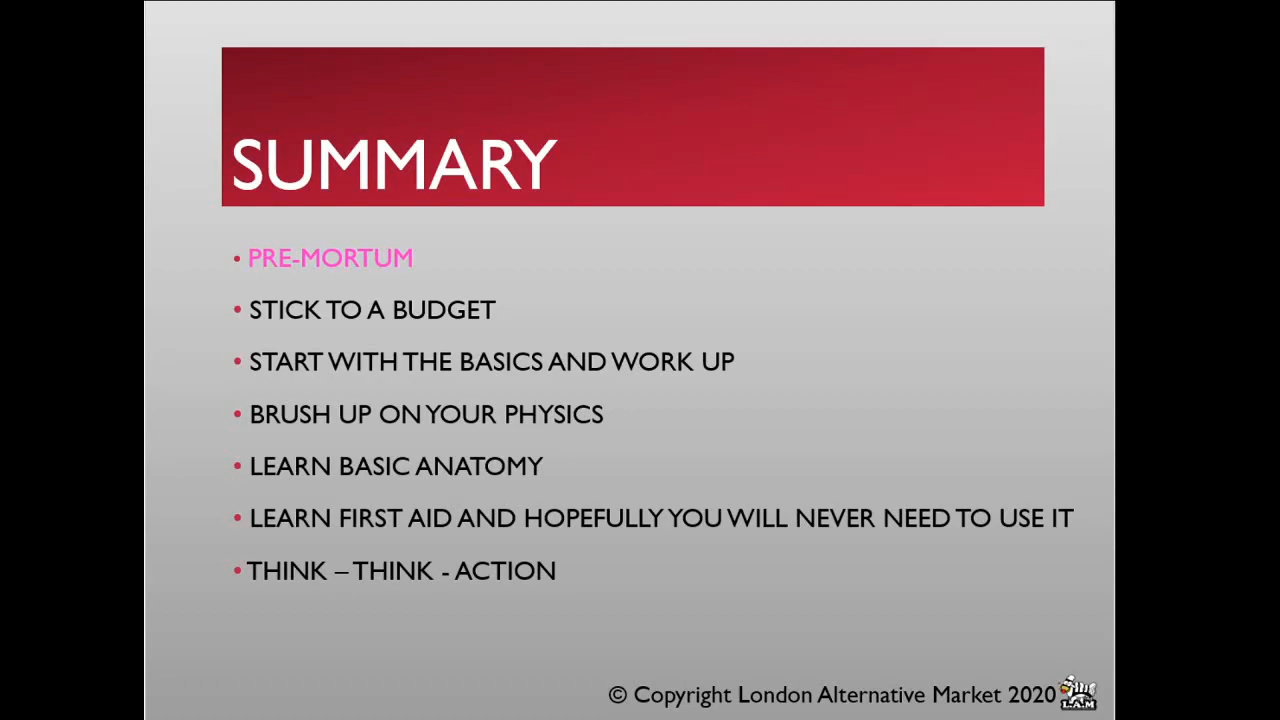 SUMMARY
• PRE-MORTUM
• STICK TO A BUDGET
• START WITH THE BASICS AND WORK UP
• BRUSH UP ON YOUR PHYSICS
• LEARN BASIC ANATOMY
• LEARN FIRST AID AND HOPEFULLY YOU WILL NEVER NEED TO USE IT
• THINK – THINK - ACTION
© Copyright London Alternative Market 2020
L.A.M